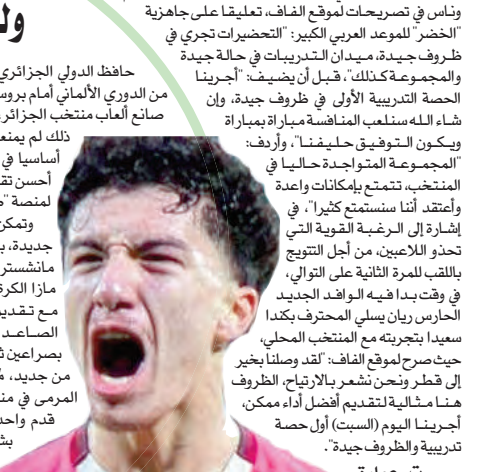 وناس في تصريحات لموقع الفاف، تعليقا على جاهزية
"الخضر" للموعد العربي الكبير: "التحضيرات تجري في
ظروف جيدة، ميدان التدريبات في حالة جيدة
والمجموعة كذلك"، قبل أن يضيف: "أجرينا
الحصة التدريبية الأولى في ظروف جيدة، وإن
شاء الله سنلعب المنافسة مباراة بمباراة
ويكون التوفيق حليفنا"، وأردف:
"المجموعة المتواجدة حاليا في
المنتخب، تتمتع بإمكانات واعدة
وأعتقد أننا سنستمتع كثيرا"، في
إشارة إلى الرغبة القوية التي
تحذو اللاعبين، من أجل التتويج
باللقب للمرة الثانية على التوالي،
في وقت بدا فيه الوافد الجديد
الحارس ريان يسلي المحترف بكندا
سعيدا بتجربته مع المنتخب المحلي،
حيث صرح لموقع الفاف: "لقد وصلنا بخير
إلى قطر ونحن نشعر بالارتياح، الظروف
هنا مثالية لتقديم أفضل أداء ممكن،
أجرينا اليوم (السبت) أول حصة
تدريبية والظروف جيدة".
حافظ الدولي الجزائري
من الدوري الألماني أمام بروس
صانع ألعاب منتخب الجزائر
ذلك لم يمنع
أساسيا في
أحسن تق
لمنصة
وتمكن
جديدة، ب
مانشستر
مازا الكرة
مع تقدي
الصاعد
بصراعين
من جديد،
المرمى في من
قدم واحد